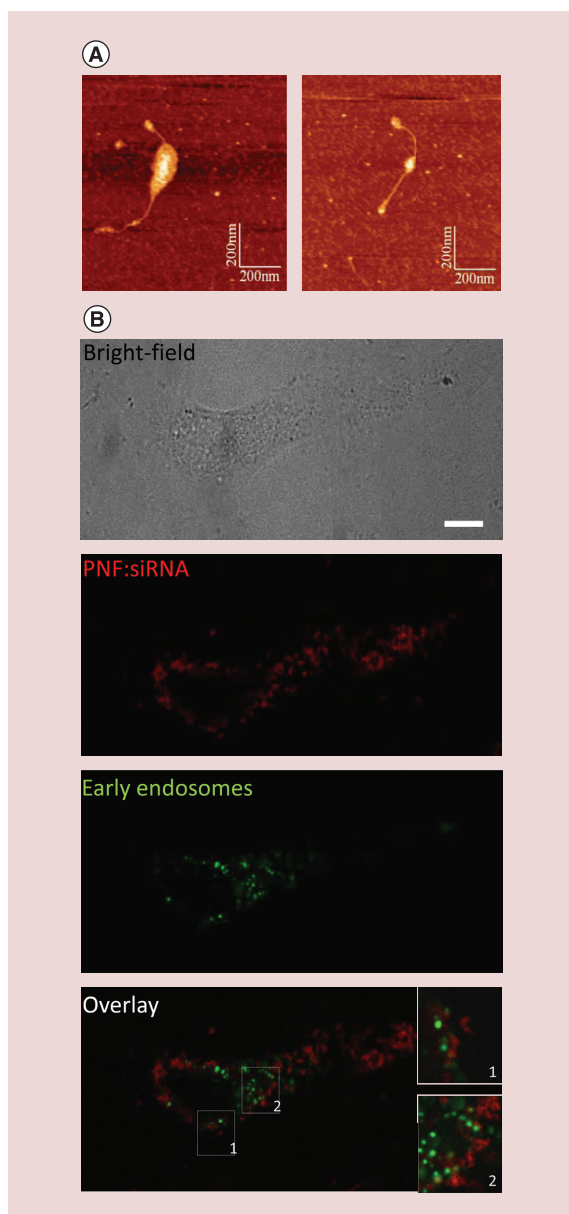 A
200nm
200nm
200nm
200nm
B
Bright-field
PNF:siRNA
Early endosomes
Overlay
1
2
1
2